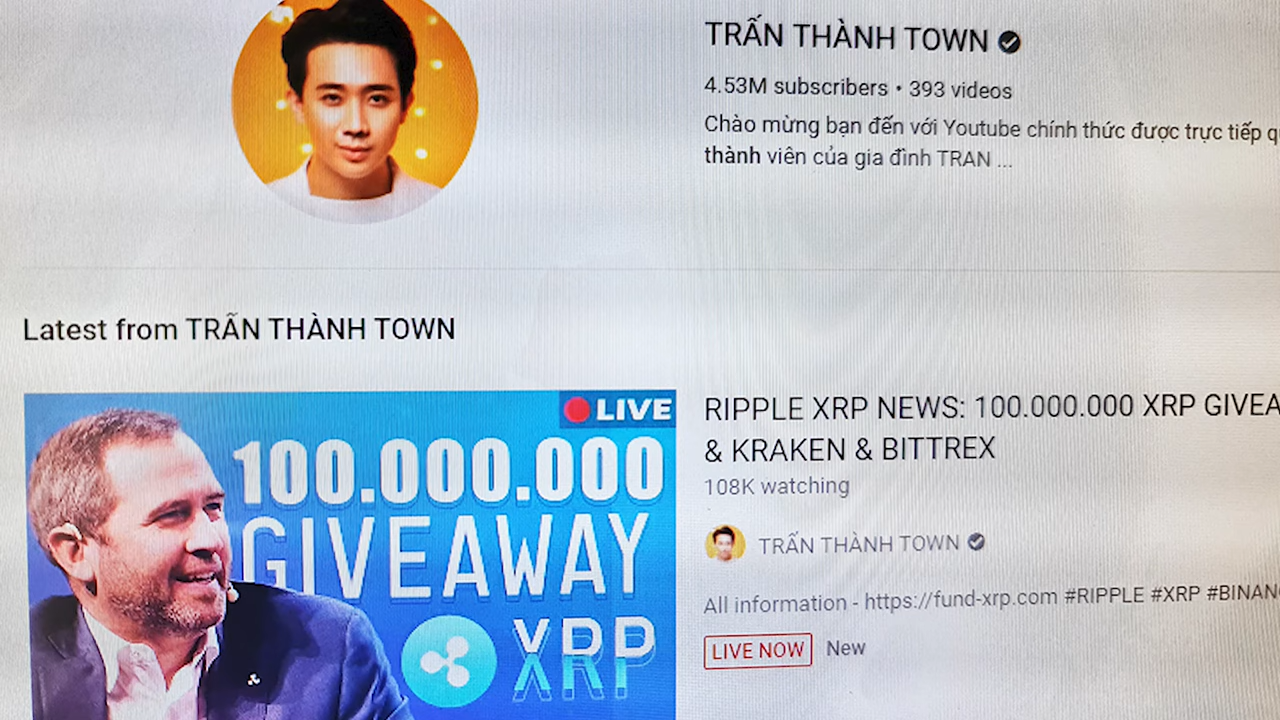 TRẤN THÀNH TOWN
4.53M subscribers • 393 videos
Chào mừng bạn đến với Youtube chính thức được trực tiếp
thành viên của gia đình TRAN ...
Latest from TRẤN THÀNH TOWN
LIVE
100.000.000
GIVEAWAY
XRP
RIPPLE XRP NEWS: 100.000.000 XRP
& KRAKEN & BITTREX
108K watching
TRẤN THÀNH TOWN
All information - https://fund-xrp.com #RIPPLE #XRP
LIVE NOW New